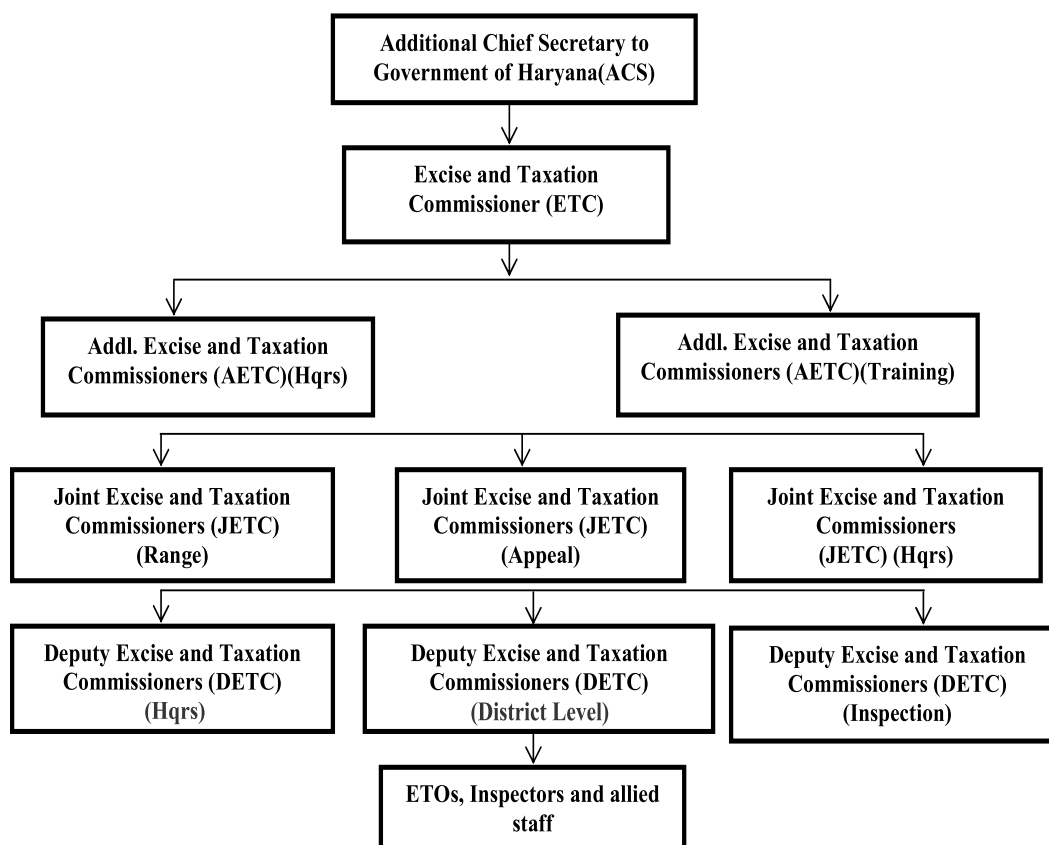 Additional Chief Secretary to
Government of Haryana(ACS)
Excise and Taxation
Commissioner (ETC)
Addl. Excise and Taxation
Commissioners (AETC)(Hqrs)
Addl. Excise and Taxation
Commissioners (AETC)(Training)
Joint Excise and Taxation
Commissioners (JETC)
(Range)
Joint Excise and Taxation
Commissioners (JETC)
(Appeal)
Joint Excise and Taxation
Commissioners
(JETC) (Hqrs)
Deputy Excise and Taxation
Commissioners (DETC)
(Hqrs)
Deputy Excise and Taxation
Commissioners (DETC)
(District Level)
Deputy Excise and Taxation
Commissioners (DETC)
(Inspection)
ETOs, Inspectors and allied
staff